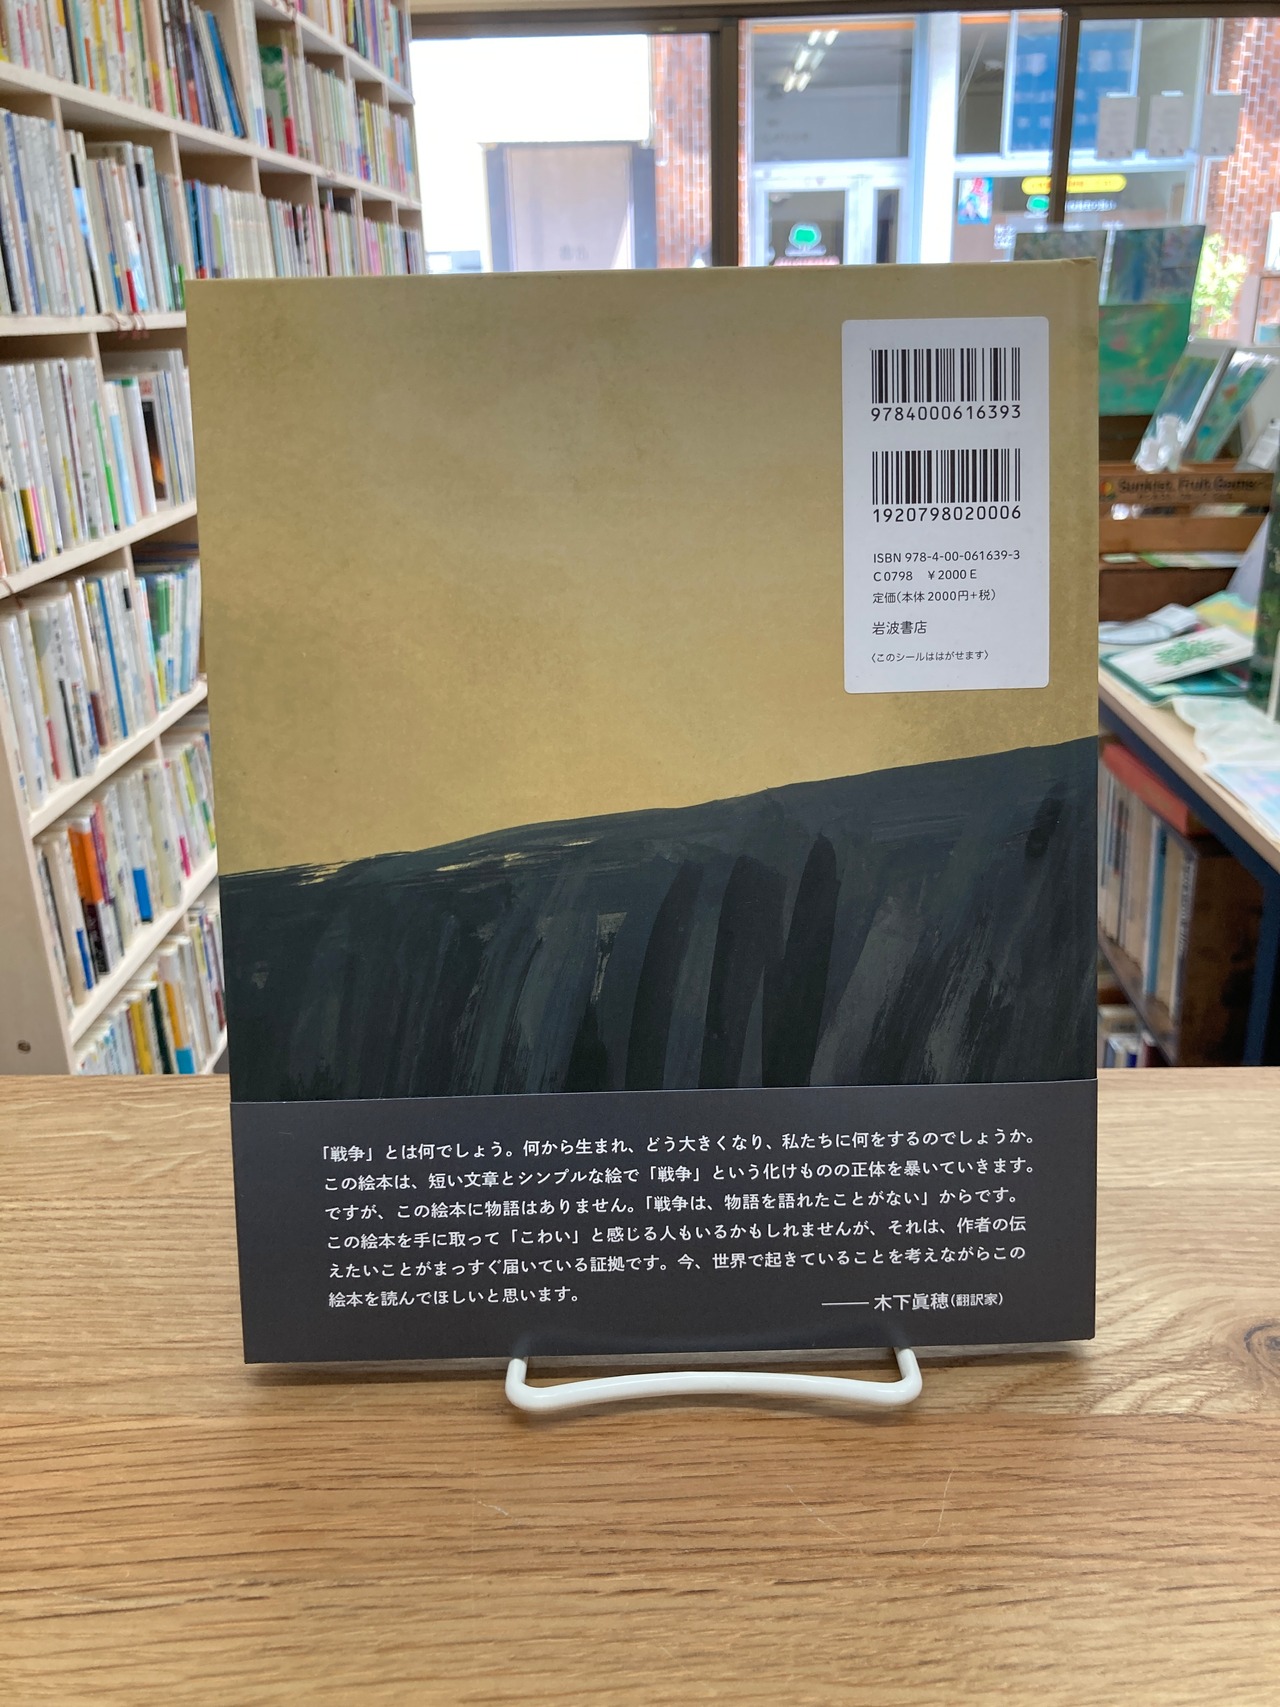 9784000616393
1920798020006
ISBN 978-4-00-061639-3
C0798 ¥2000E
定価(本体2000円+税)
岩波書店
〈このシールははがせます〉
「戦争」とは何でしょう。何から生まれ、どう大きくなり、私たちに何をするのでしょうか。
この絵本は、短い文章とシンプルな絵で「戦争」という化けものの正体を暴いていきます。
ですが、この絵本に物語はありません。「戦争は、物語を語れたことがない」からです。
この絵本を手に取って「こわい」と感じる人もいるかもしれませんが、それは、作者の伝
えたいことがまっすぐ届いている証拠です。今、世界で起きていることを考えながらこの
絵本を読んでほしいと思います。
——木下眞穂(翻訳家)